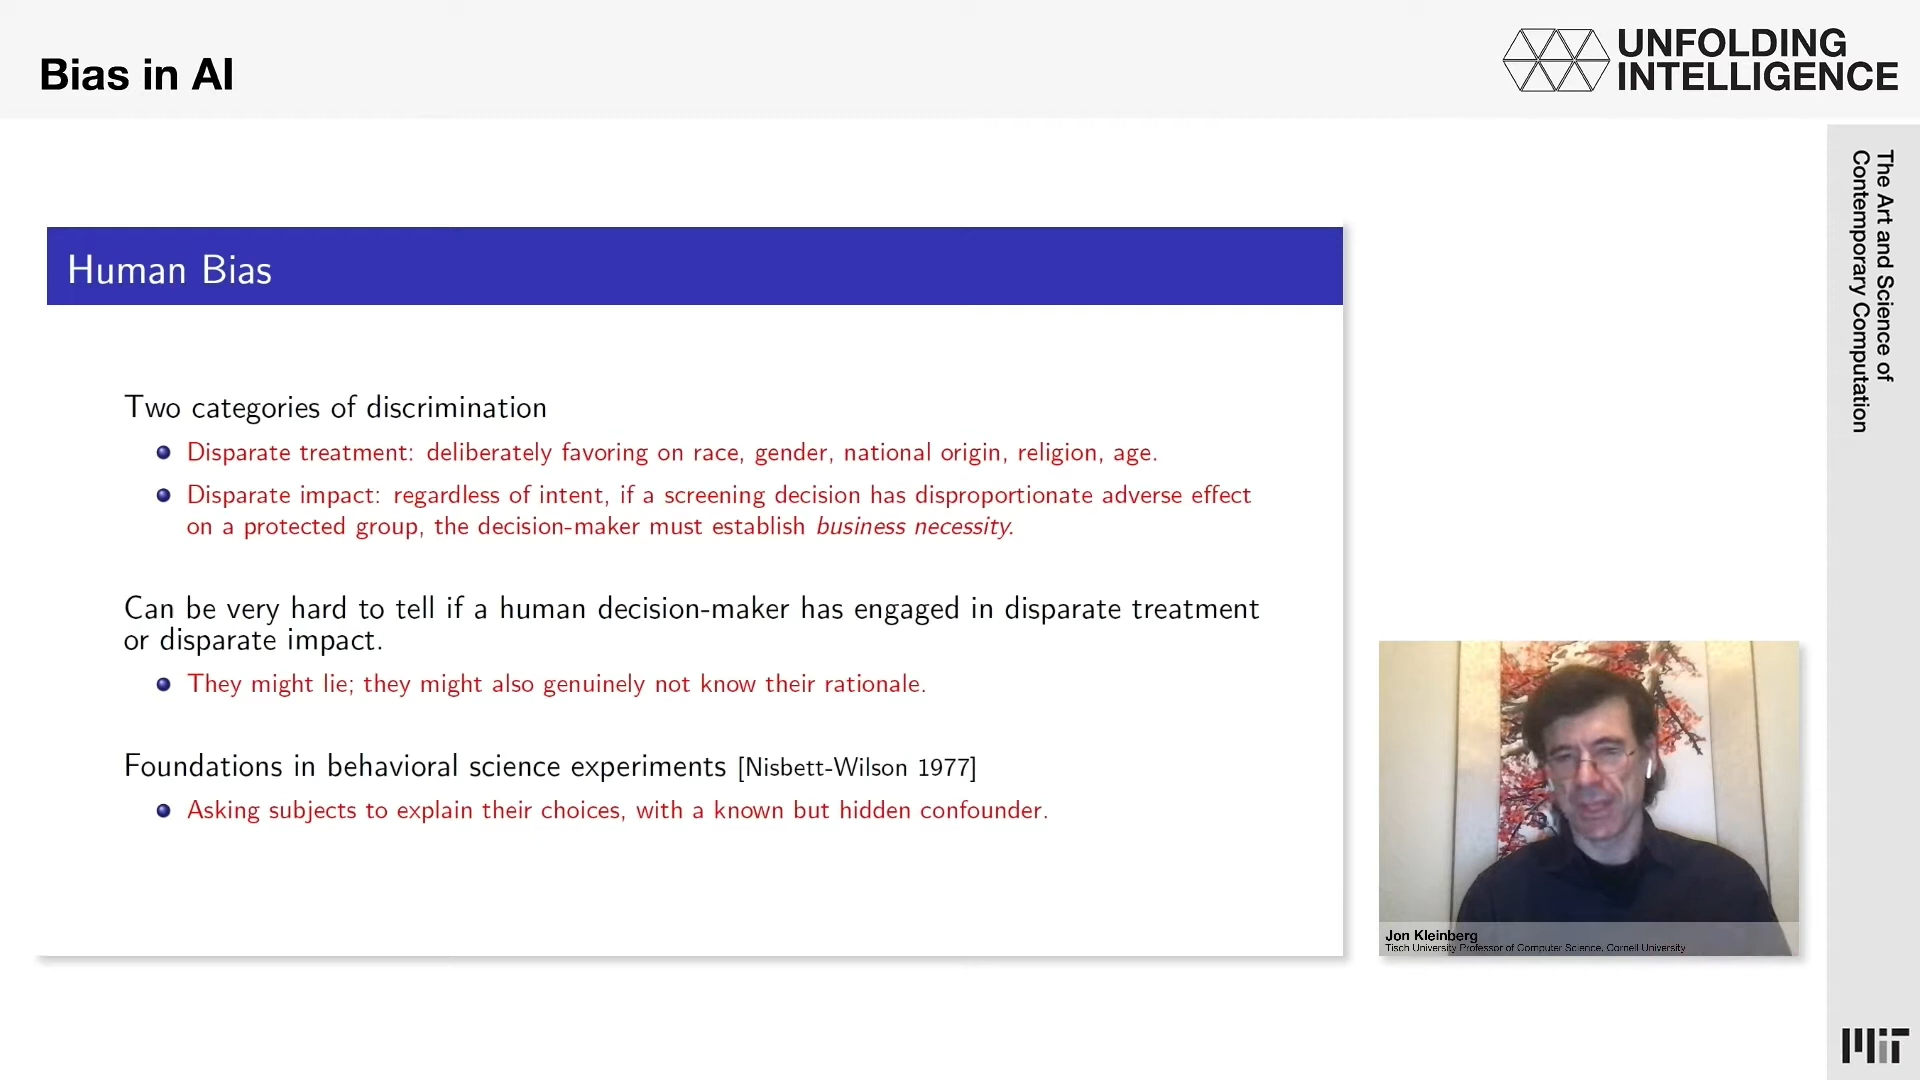 Bias in AI
UNFOLDING
INTELLIGENCE
The Art and Science of
Contemporary Computation
Human Bias
Two categories of discrimination
Disparate treatment: deliberately favoring on race, gender, national origin, religion, age.
Disparate impact: regardless of intent, if a screening decision has disproportionate adverse effect
on a protected group, the decision-maker must establish business necessity.
Can be very hard to tell if a human decision-maker has engaged in disparate treatment
or disparate impact.
They might lie; they might also genuinely not know their rationale.
Foundations in behavioral science experiments [Nisbett-Wilson 1977]
Asking subjects to explain their choices, with a known but hidden confounder.
Jon Kleinberg
Tisch University Professor of Computer Science, Cornell University
MIT